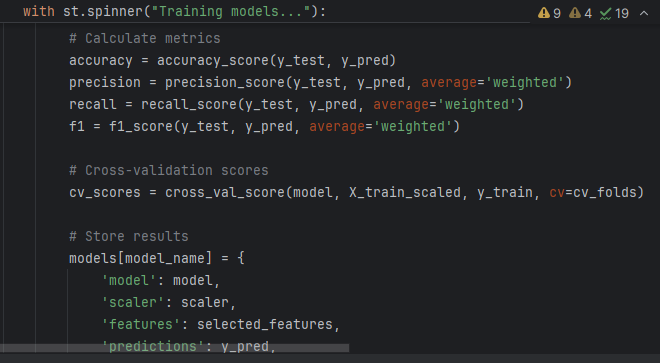 with st.spinner("Training models..."):
9 4 19
# Calculate metrics
accuracy = accuracy_score(y_test, y_pred)
precision = precision_score(y_test, y_pred, average='weighted')
recall = recall_score(y_test, y_pred, average='weighted')
f1 = f1_score(y_test, y_pred, average='weighted')
# Cross-validation scores
cv_scores = cross_val_score(model, X_train_scaled, y_train, cv=cv_folds)
# Store results
models[model_name] = {
'model': model,
'scaler': scaler,
'features': selected_features,
'predictions': y_pred,